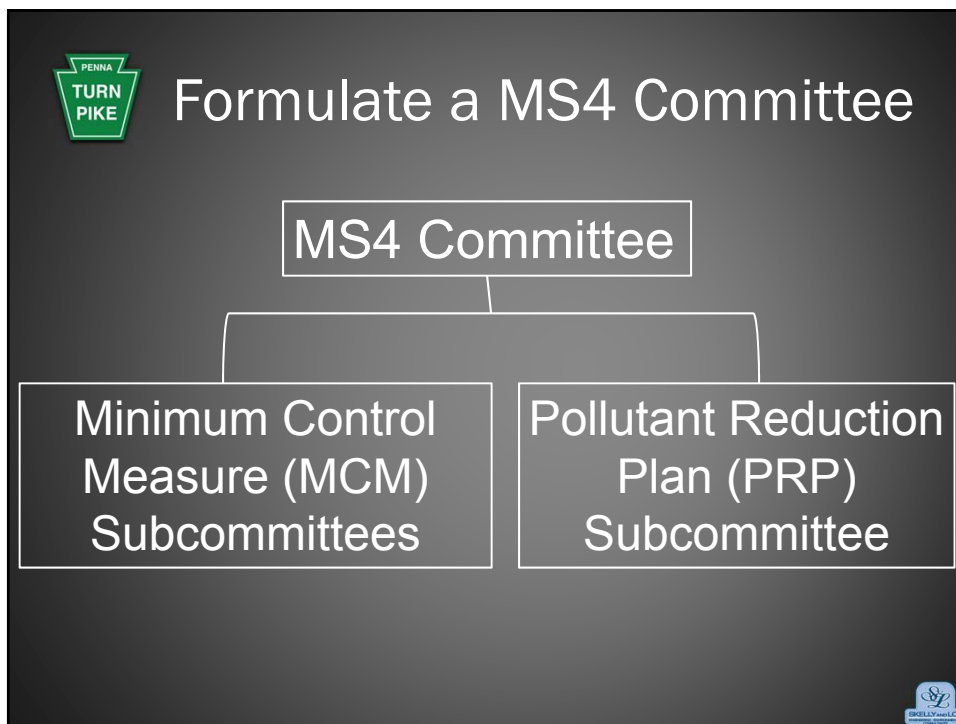 PENNA
TURN
PIKE
Formulate a MS4 Committee
MS4 Committee
Minimum Control
Measure (MCM)
Subcommittees
Pollutant Reduction
Plan (PRP)
Subcommittee